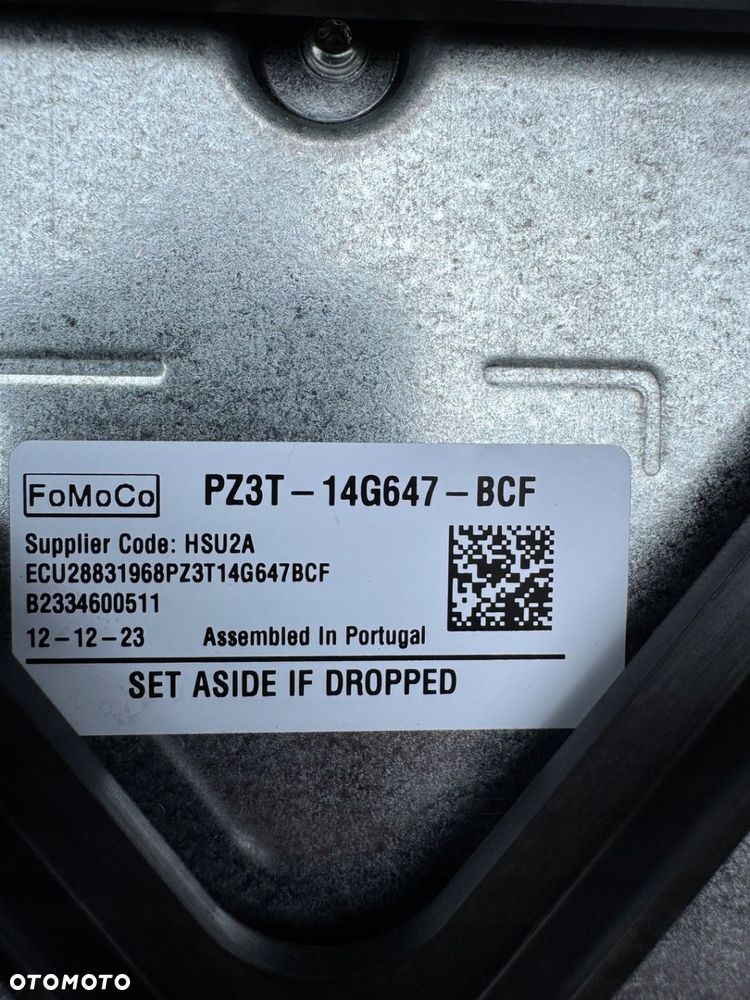 FoMoCo PZ3T-14G647-BCF
Supplier Code: HSU2A
ECU28831968PZ3T14G647BCF
B2334600511
12-12-23 Assembled In Portugal
SET ASIDE IF DROPPED
OTOMOTO